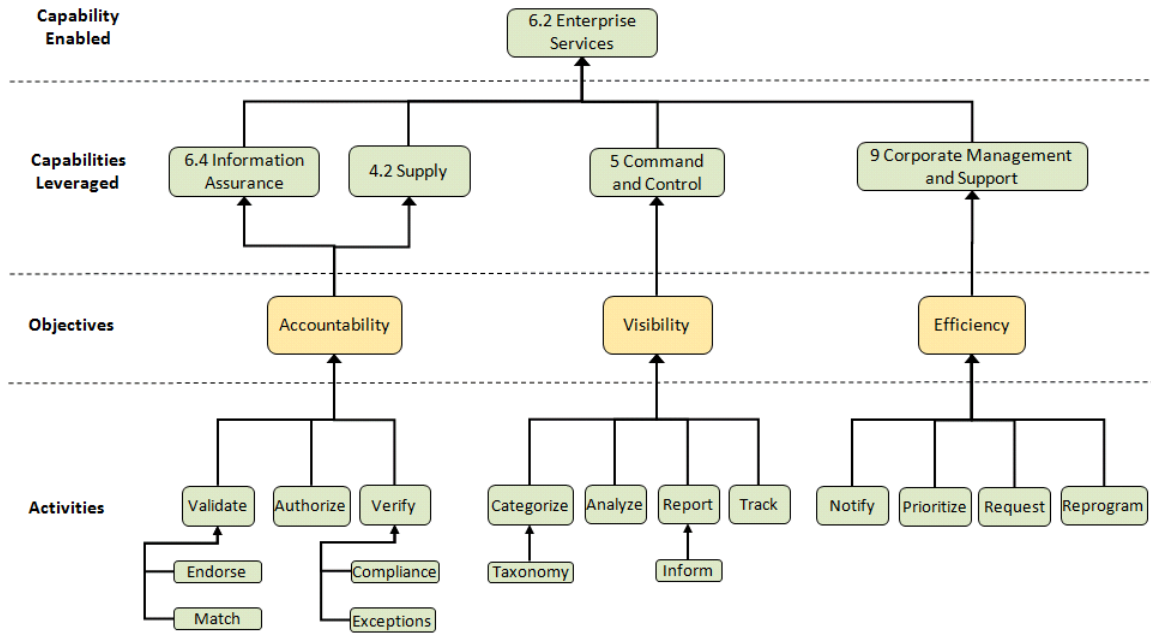 Capability
Enabled
6.2 Enterprise
Services
Capabilities
Leveraged
6.4 Information
Assurance
4.2 Supply
5 Command
and Control
9 Corporate Management
and Support
Objectives
Accountability
Visibility
Efficiency
Activities
Validate
Authorize
Verify
Categorize
Analyze
Report
Track
Notify
Prioritize
Request
Reprogram
Endorse
Compliance
Taxonomy
Inform
Match
Exceptions